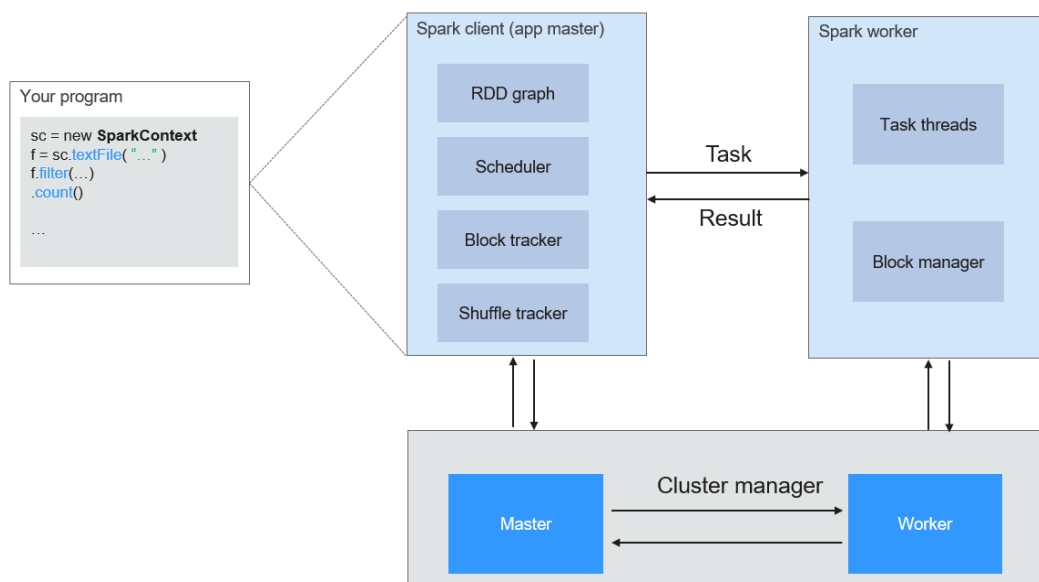 Your program
sc = new SparkContext
f = sc.textFile( “...” )
f.filter(...)
.count()
...
Spark client (app master)
RDD graph
Scheduler
Block tracker
Shuffle tracker
Task
Result
Spark worker
Task threads
Block manager
Cluster manager
Master
Worker